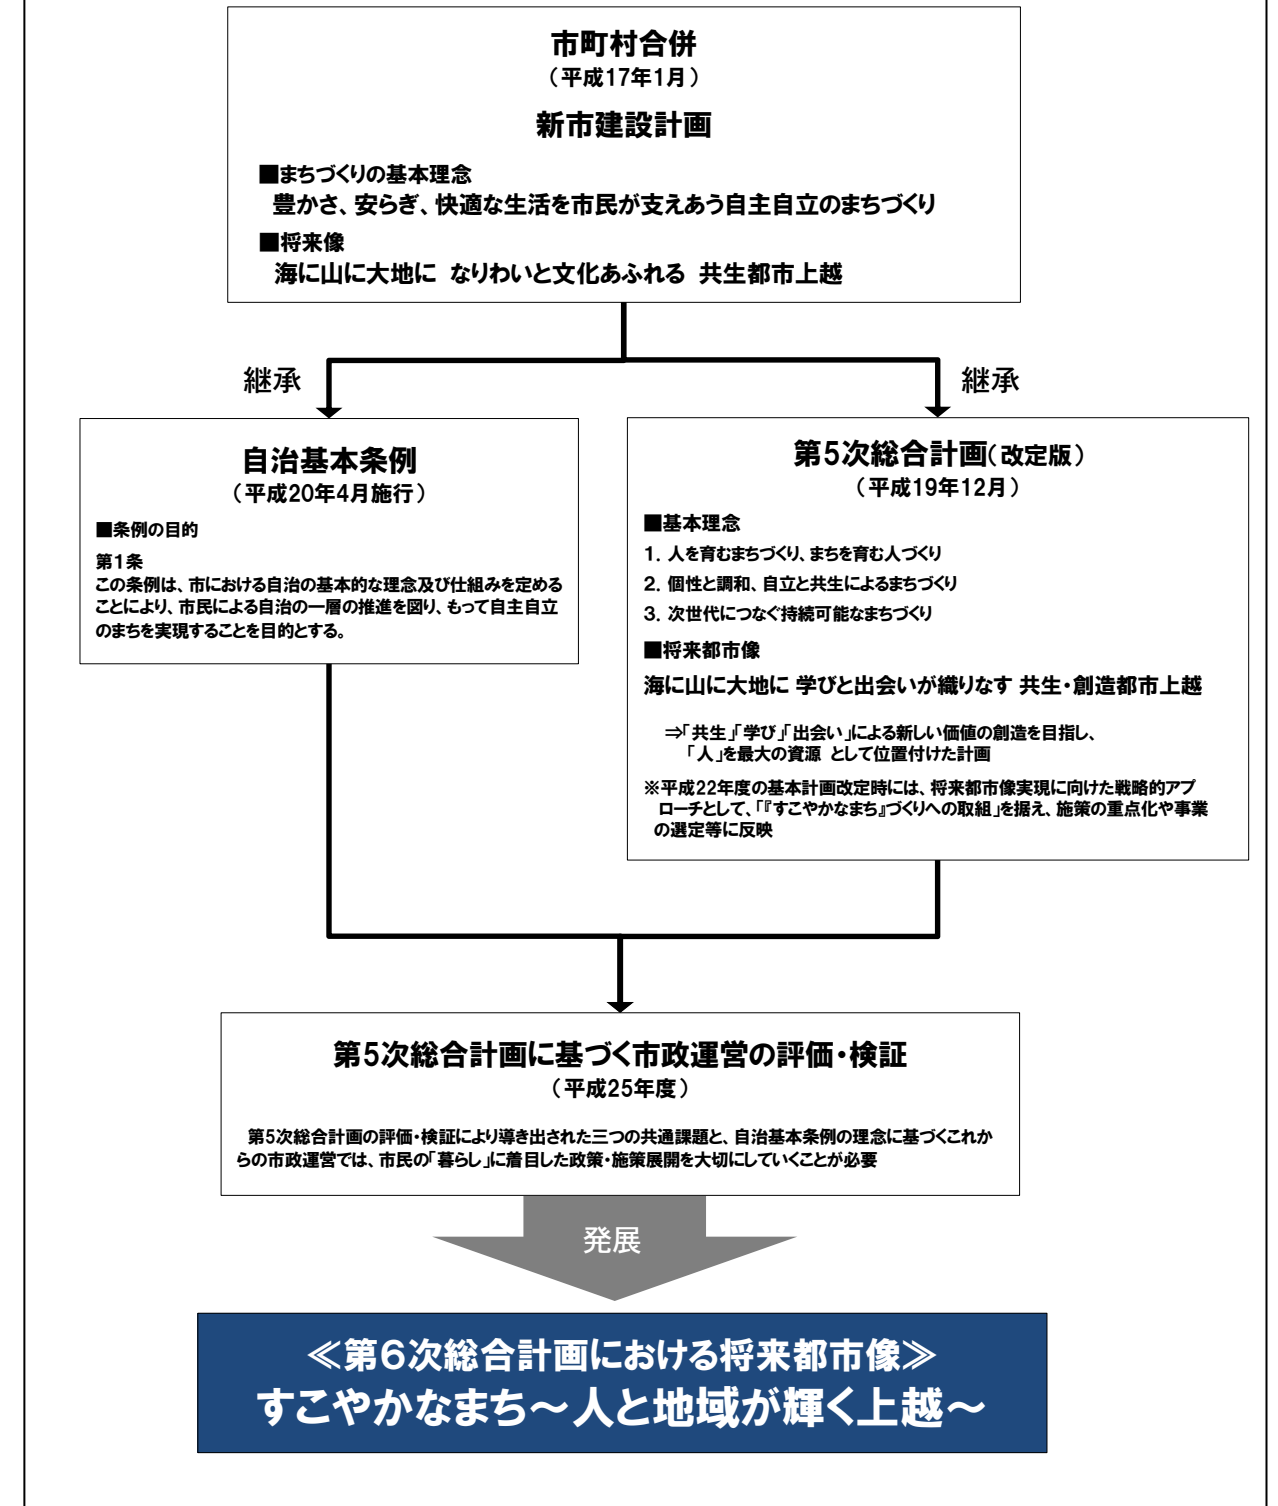 市町村合併
（平成17年1月）
新市建設計画
■まちづくりの基本理念
豊かさ、安らぎ、快適な生活を市民が支えあう自主自立のまちづくり
■将来像
海に山に大地に なりわいと文化あふれる 共生都市上越
継承
継承
自治基本条例
（平成20年4月施行）
■条例の目的
第1条
この条例は、市における自治の基本的な理念及び仕組みを定める
ことにより、市民による自治の一層の推進を図り、もって自主自立
のまちを実現することを目的とする。
第5次総合計画（改定版）
（平成19年12月）
■基本理念
1. 人を育むまちづくり、まちを育む人づくり
2. 個性と調和、自立と共生によるまちづくり
3. 次世代につなぐ持続可能なまちづくり
■将来都市像
海に山に大地に 学びと出会いが織りなす 共生・創造都市上越
⇒「共生」「学び」「出会い」による新しい価値の創造を目指し、
「人」を最大の資源 として位置付けた計画
※平成22年度の基本計画改定時には、将来都市像実現に向けた戦略的アプ
ローチとして、「『すこやかなまち』づくりへの取組」を据え、施策の重点化や事業
の選定等に反映
第5次総合計画に基づく市政運営の評価・検証
（平成25年度）
第5次総合計画の評価・検証により導き出された三つの共通課題と、自治基本条例の理念に基づくこれか
らの市政運営では、市民の「暮らし」に着目した政策・施策展開を大切にしていくことが必要
発展
≪第６次総合計画における将来都市像≫
すこやかなまち～人と地域が輝く上越～